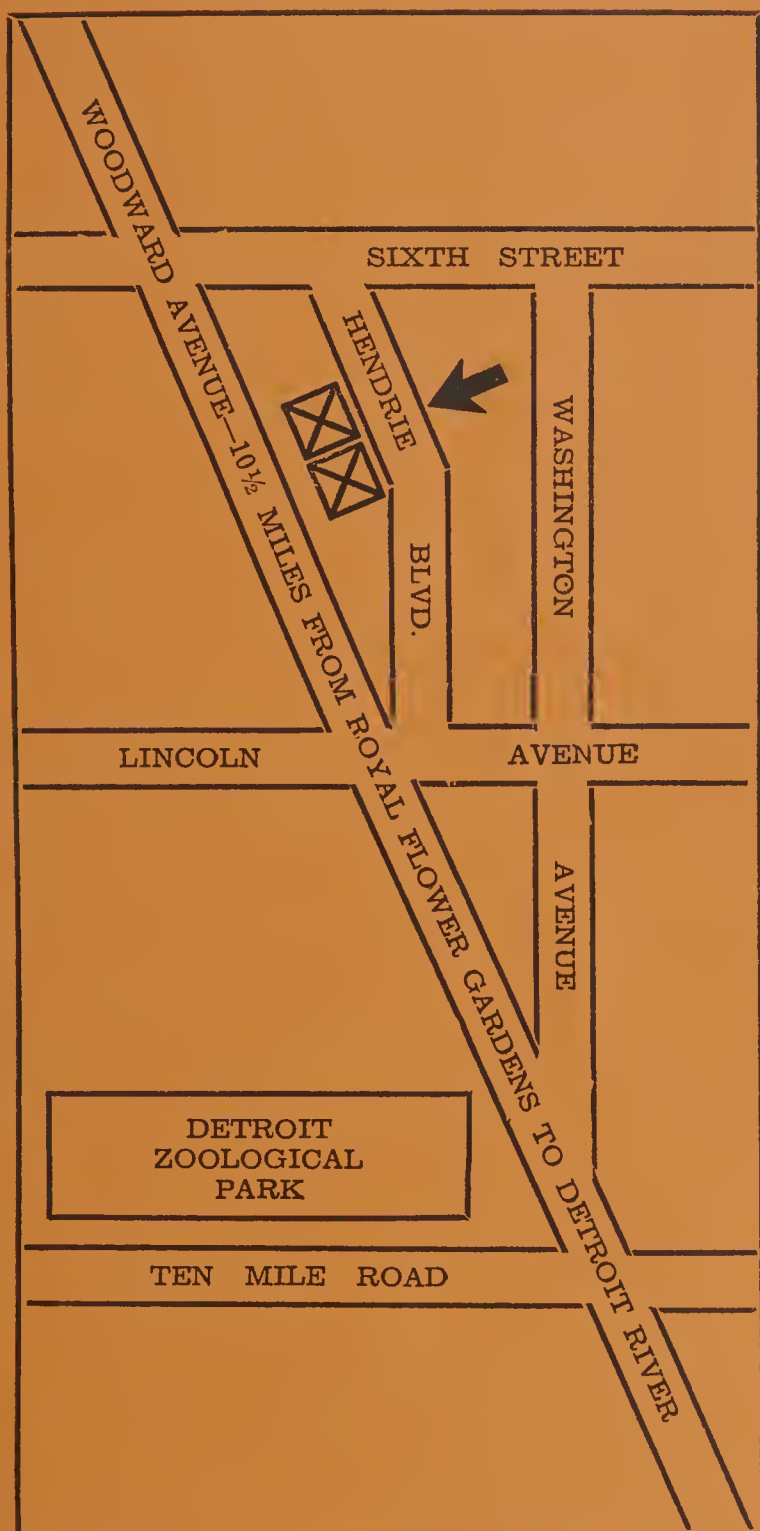 WOODWARD AVENUE—10½ MILES FROM ROYAL FLOWER GARDENS TO DETROIT RIVER
SIXTH STREET
HENDRIE
BLVD.
WASHINGTON
AVENUE
LINCOLN AVENUE
DETROIT
ZOOLOGICAL
PARK
TEN MILE ROAD